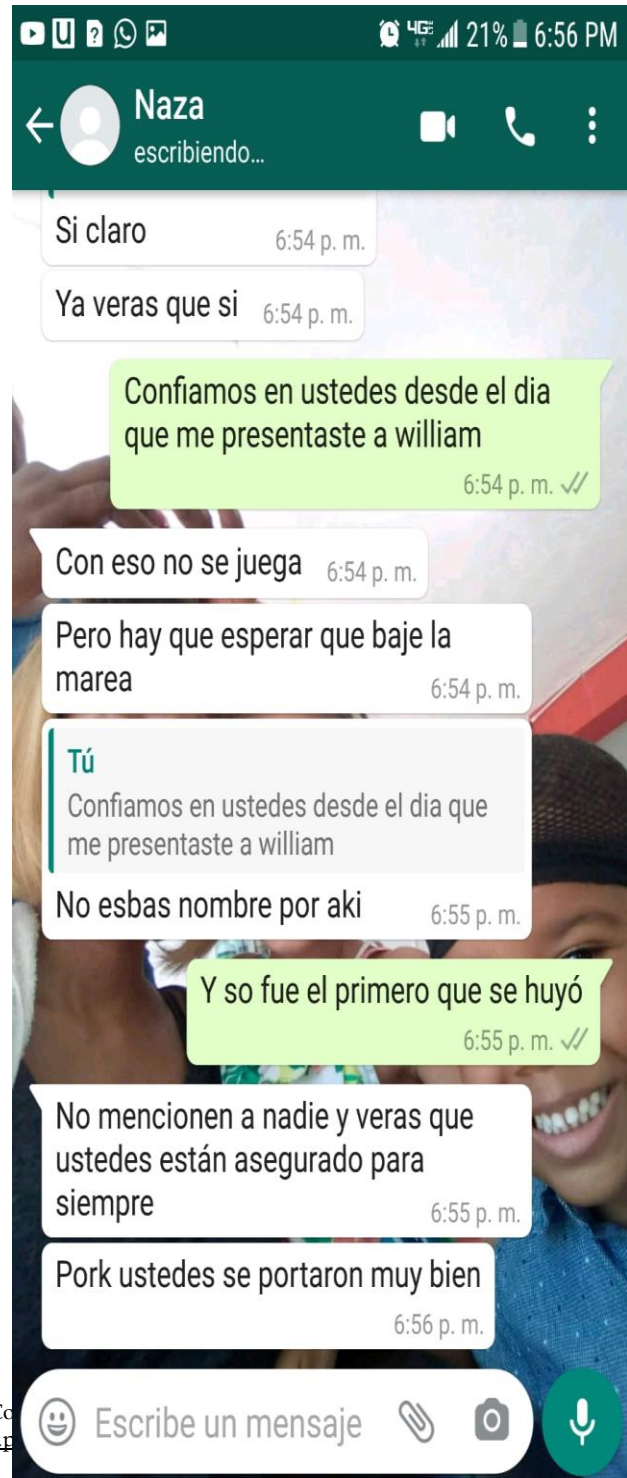 4G 21% 6:56 PM
Naza
escribiendo...
Si claro 6:54 p. m.
Ya veras que si 6:54 p. m.
Confiamos en ustedes desde el dia
que me presentaste a william
6:54 p. m.
Con eso no se juega 6:54 p. m.
Pero hay que esperar que baje la
marea 6:54 p. m.
Tú
Confiamos en ustedes desde el dia que
me presentaste a william
No esbas nombre por aki 6:55 p. m.
Y so fue el primero que se huyó
6:55 p. m.
No mencionen a nadie y veras que
ustedes están asegurado para
siempre 6:55 p. m.
Pork ustedes se portaron muy bien
6:56 p. m.
Escribe un mensaje